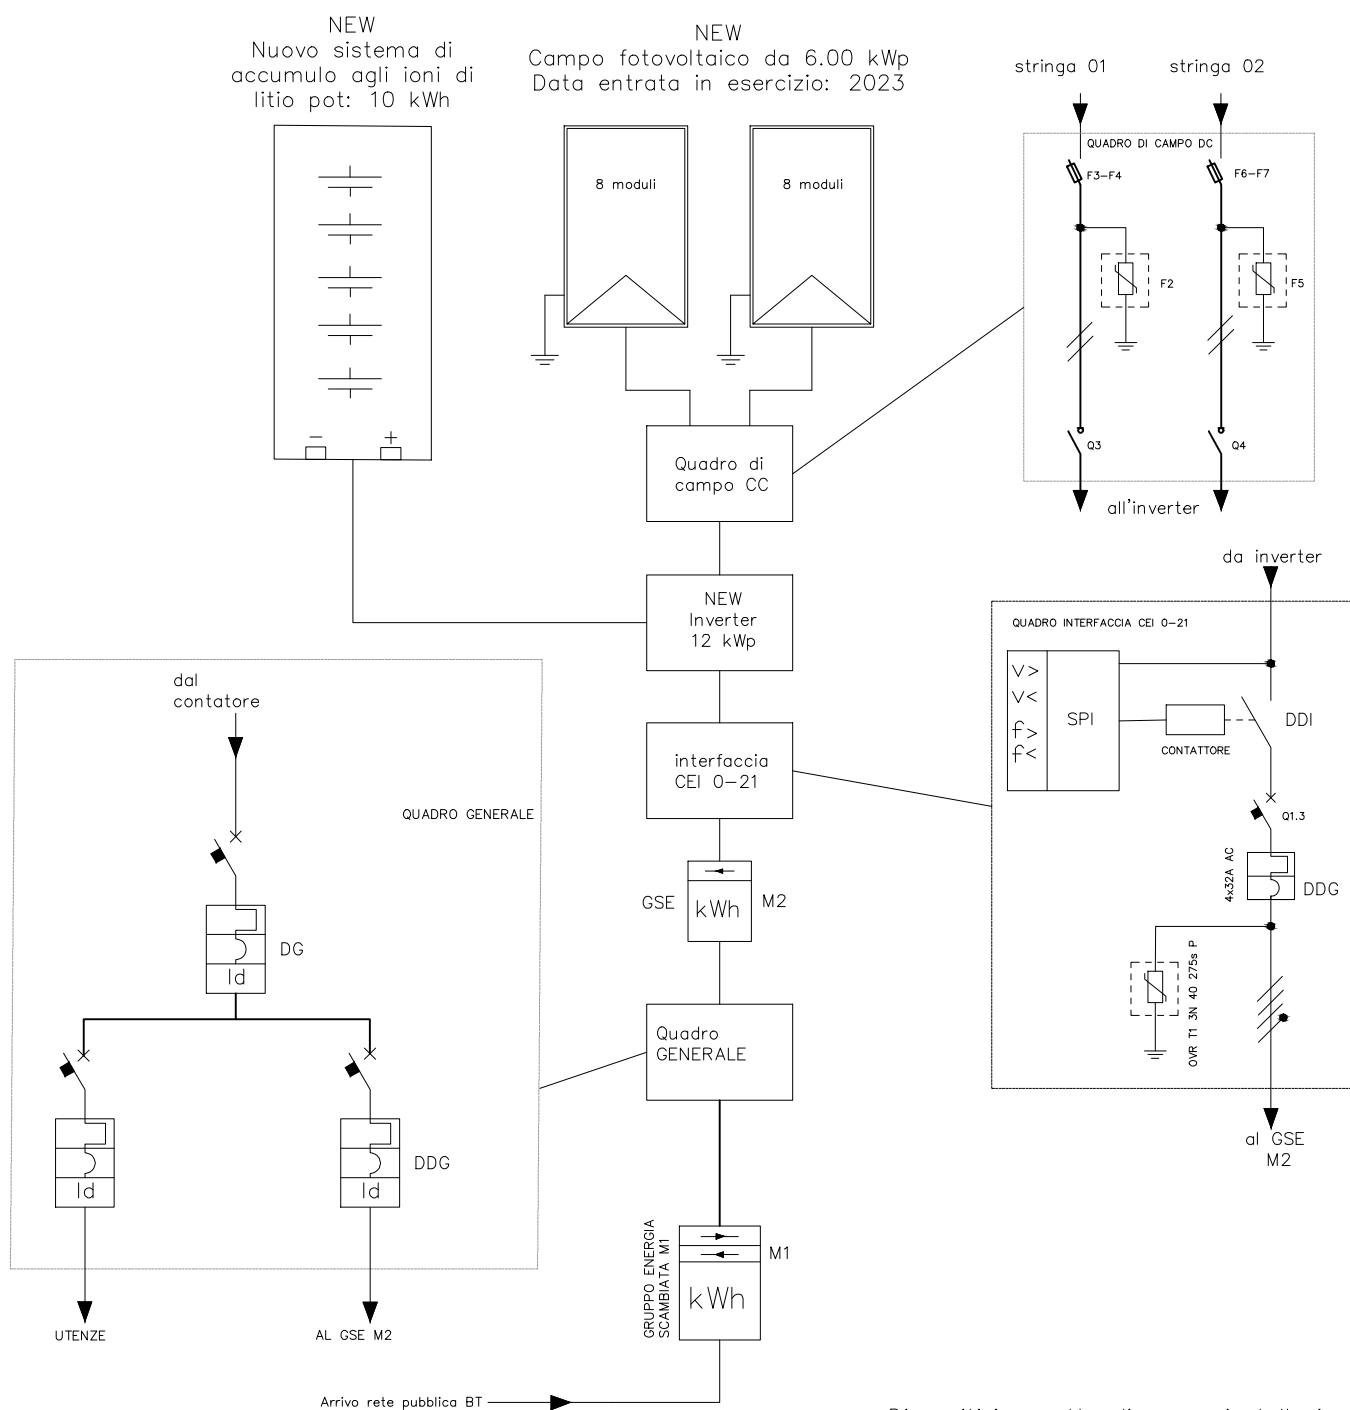 NEW
Nuovo sistema di
accumulo agli ioni di
litio pot: 10 kWh
NEW
Campo fotovoltaico da 6.00 kWp
Data entrata in esercizio: 2023
8 moduli
8 moduli
− +
stringa 01
stringa 02
QUADRO DI CAMPO DC
F3−F4
F6−F7
F2
F5
Q3
Q4
all'inverter
Quadro di
campo CC
NEW
Inverter
12 kWp
interfaccia
CEI 0−21
GSE
kWh
M2
Quadro
GENERALE
GRUPPO ENERGIA
SCAMBIATA M1
kWh
M1
Arrivo rete pubblica BT
dal
contatore
QUADRO GENERALE
DG
Id
Id
Id
DDG
UTENZE
AL GSE M2
da inverter
QUADRO INTERFACCIA CEI 0−21
V>
V<
f>
f<
SPI
CONTATTORE
DDI
Q1.3
4x32A AC
DDG
OVR T1 3N 40 275s P
al GSE
M2